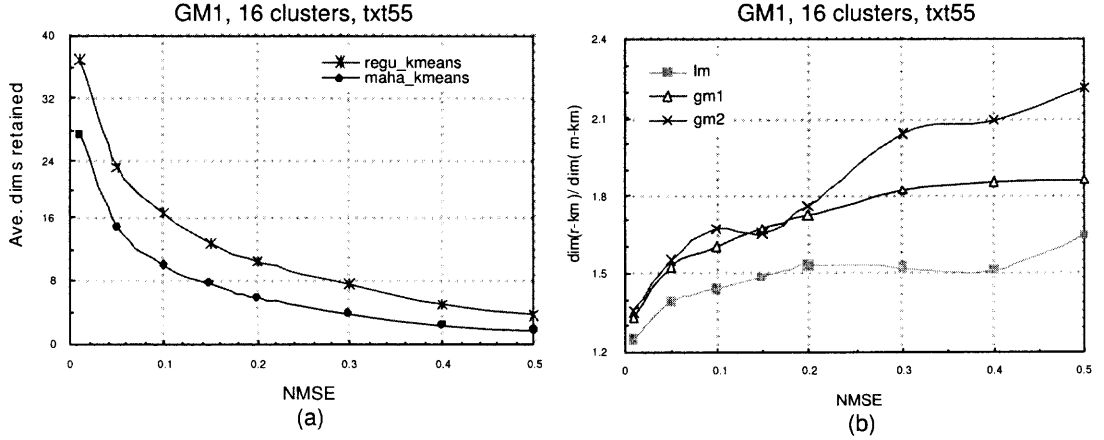 GM1, 16 clusters, txt55
40
32
24
16
8
0
Ave. dims retained
regu_kmeans
maha_kmeans
0
0.1
0.2
0.3
0.4
0.5
NMSE
(a)
GM1, 16 clusters, txt55
2.4
2.1
1.8
1.5
1.2
dim(r-km)/ dim( m-km)
lm
gm1
gm2
0
0.1
0.2
0.3
0.4
0.5
NMSE
(b)